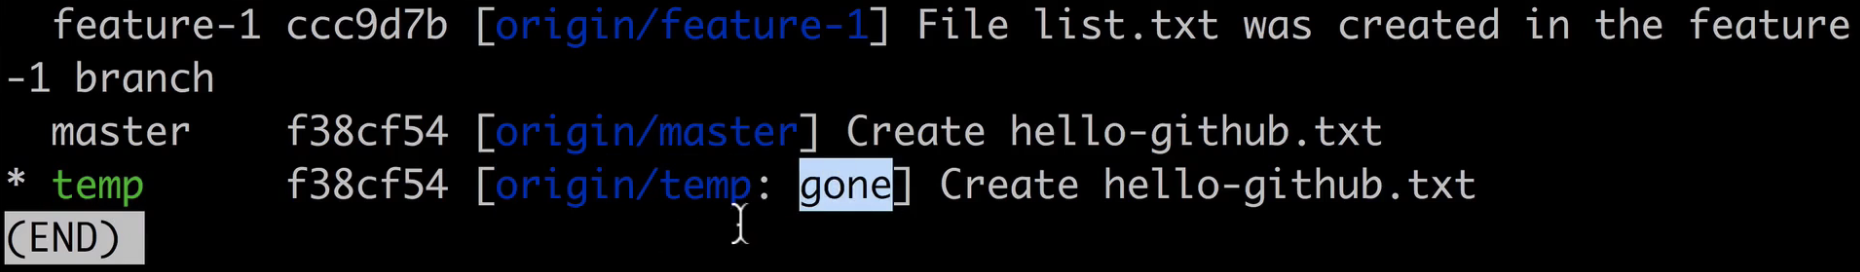 feature-1 ccc9d7b [origin/feature-1] File list.txt was created in the feature
-1 branch
master f38cf54 [origin/master] Create hello-github.txt
* temp f38cf54 [origin/temp: gone] Create hello-github.txt
(END)